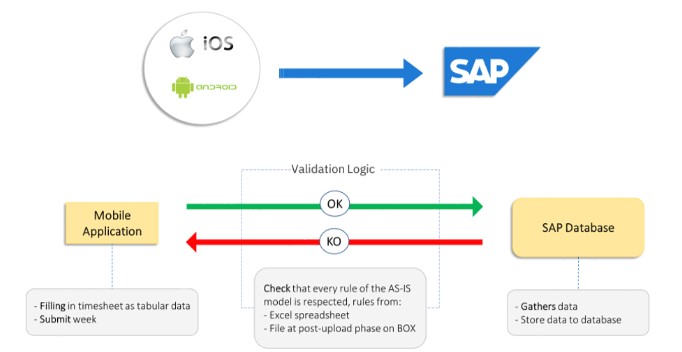 iOS
ANDROID
SAP
Validation Logic
OK
Mobile
Application
SAP Database
KO
- Filling in timesheet as tabular data
- Submit week
Check that every rule of the AS-IS
model is respected, rules from:
- Excel spreadsheet
- File at post-upload phase on BOX
- Gathers data
- Store data to database